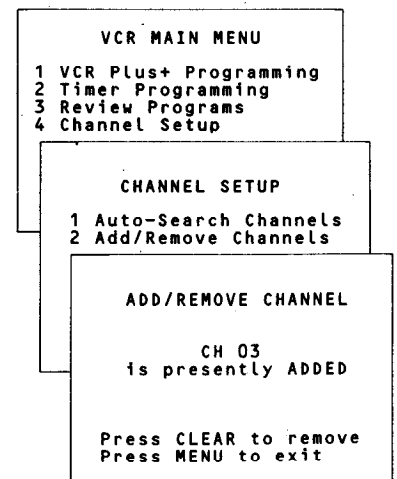 VCR MAIN MENU
1 VCR Plus+ Programming
2 Timer Programming
3 Review Programs
4 Channel Setup
CHANNEL SETUP
1 Auto-Search Channels
2 Add/Remove Channels
ADD/REMOVE CHANNEL
CH 03
is presently ADDED
Press CLEAR to remove
Press MENU to exit